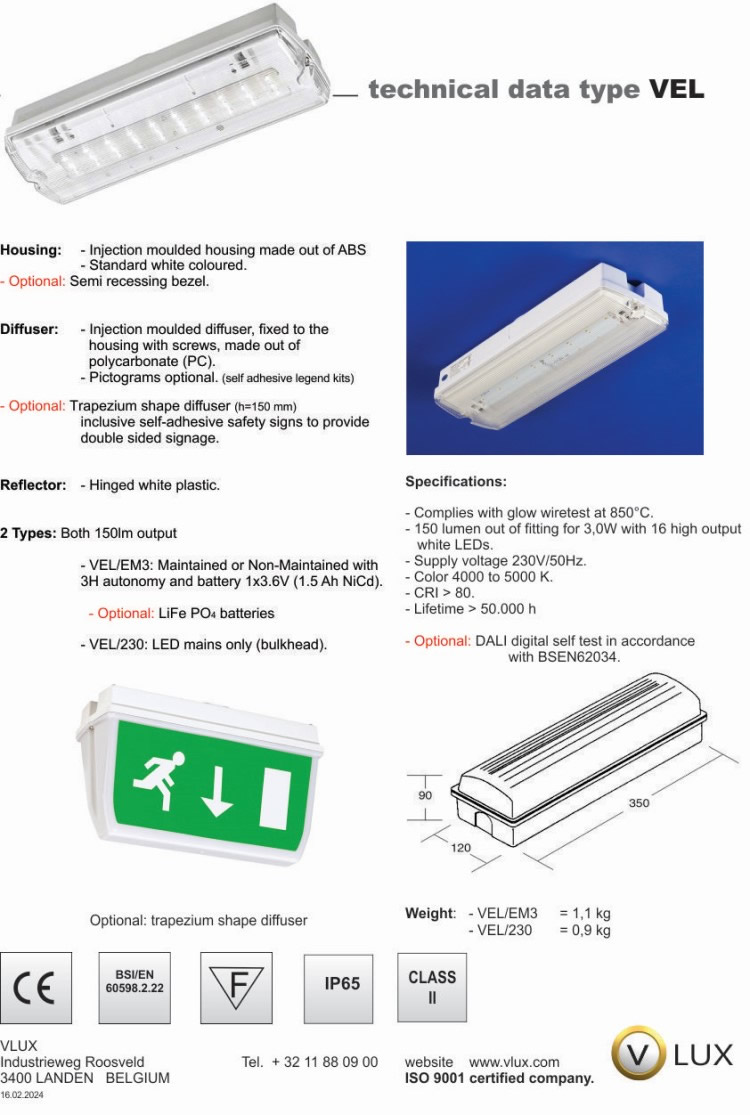 technical data type VEL
Housing: - Injection moulded housing made out of ABS
- Standard white coloured.
- Optional: Semi recessing bezel.
Diffuser: - Injection moulded diffuser, fixed to the
housing with screws, made out of
polycarbonate (PC).
- Pictograms optional. (self adhesive legend kits)
- Optional: Trapezium shape diffuser (h=150 mm)
inclusive self-adhesive safety signs to provide
double sided signage.
Reflector: - Hinged white plastic.
2 Types: Both 150lm output
- VEL/EM3: Maintained or Non-Maintained with
3H autonomy and battery 1x3.6V (1.5 Ah NiCd).
- Optional: LiFe PO4 batteries
- VEL/230: LED mains only (bulkhead).
Specifications:
- Complies with glow wiretest at 850°C.
- 150 lumen out of fitting for 3,0W with 16 high output
white LEDs.
- Supply voltage 230V/50Hz.
- Color 4000 to 5000 K.
- CRI > 80.
- Lifetime > 50.000 h
- Optional: DALI digital self test in accordance
with BSEN62034.
90
120
350
Optional: trapezium shape diffuser
Weight: - VEL/EM3 = 1,1 kg
- VEL/230 = 0,9 kg
CE
BSI/EN
60598.2.22
F
IP65
CLASS
II
VLUX
Industrieweg Roosveld
3400 LANDEN BELGIUM
16.02.2024
Tel. + 32 11 88 09 00
website www.vlux.com
ISO 9001 certified company.
V LUX